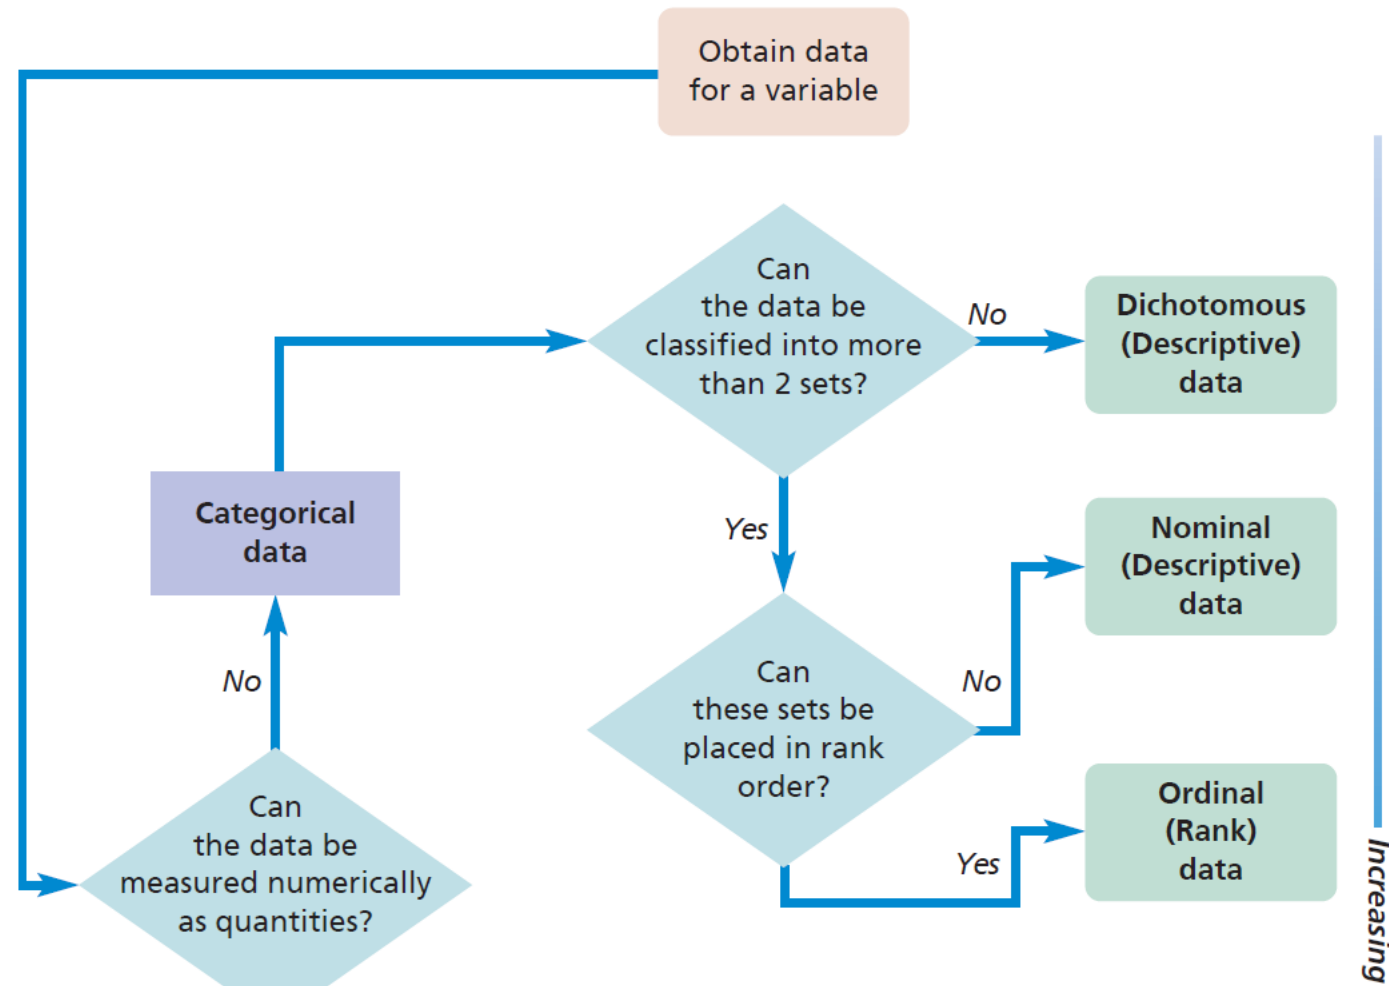 Obtain data
for a variable
Can
the data be
classified into more
than 2 sets?
No
Dichotomous
(Descriptive)
data
Categorical
data
Yes
Nominal
(Descriptive)
data
No
Can
these sets be
placed in rank
order?
No
Ordinal
(Rank)
data
Yes
Can
the data be
measured numerically
as quantities?
Increasing